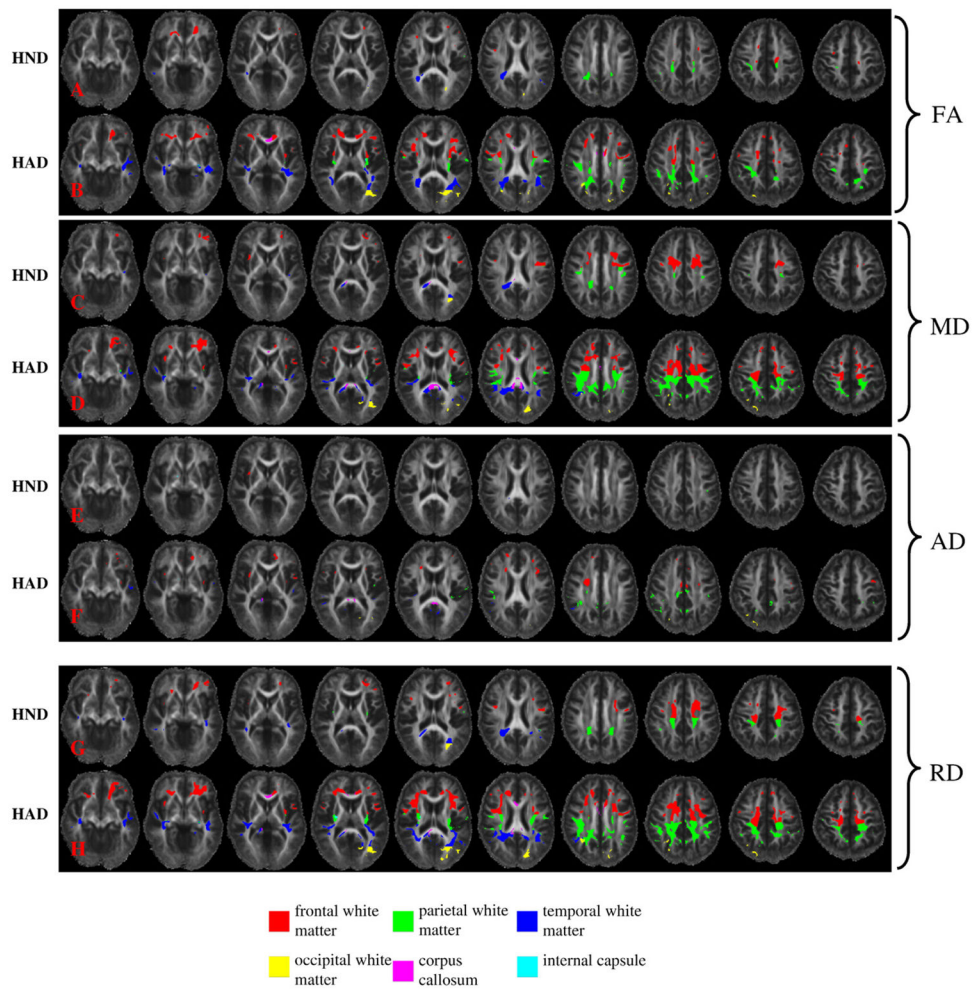 HND
A
FA
HAD
B
HND
C
MD
HAD
D
HND
E
AD
HAD
F
HND
G
RD
HAD
H
frontal white matter
parietal white matter
temporal white matter
occipital white matter
corpus callosum
internal capsule